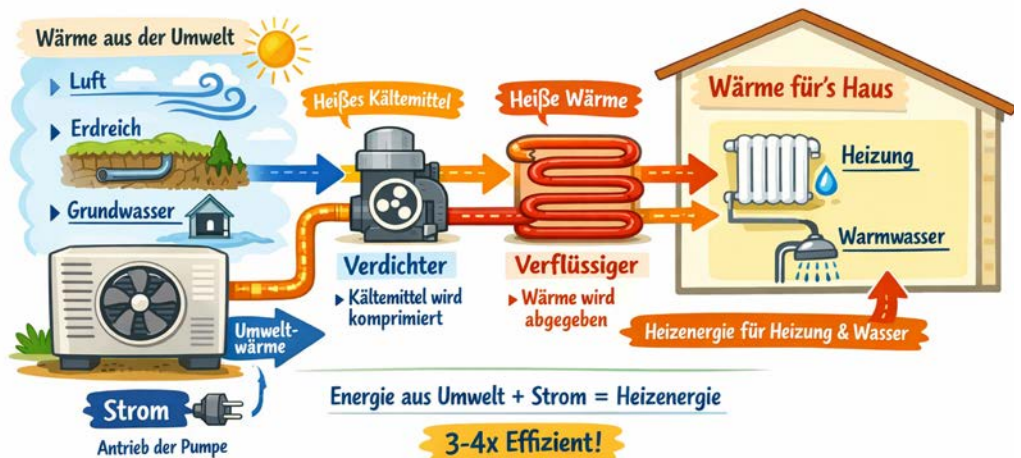 Wärme aus der Umwelt
Luft
Erdreich
Grundwasser
Umwelt-
wärme
Strom
Antrieb der Pumpe
Heißes Kältemittel
Verdichter
Kältemittel wird
komprimiert
Heiße Wärme
Verflüssiger
Wärme wird
abgegeben
Wärme für's Haus
Heizung
Warmwasser
Heizenergie für Heizung & Wasser
Energie aus Umwelt + Strom = Heizenergie
3-4x Effizient!